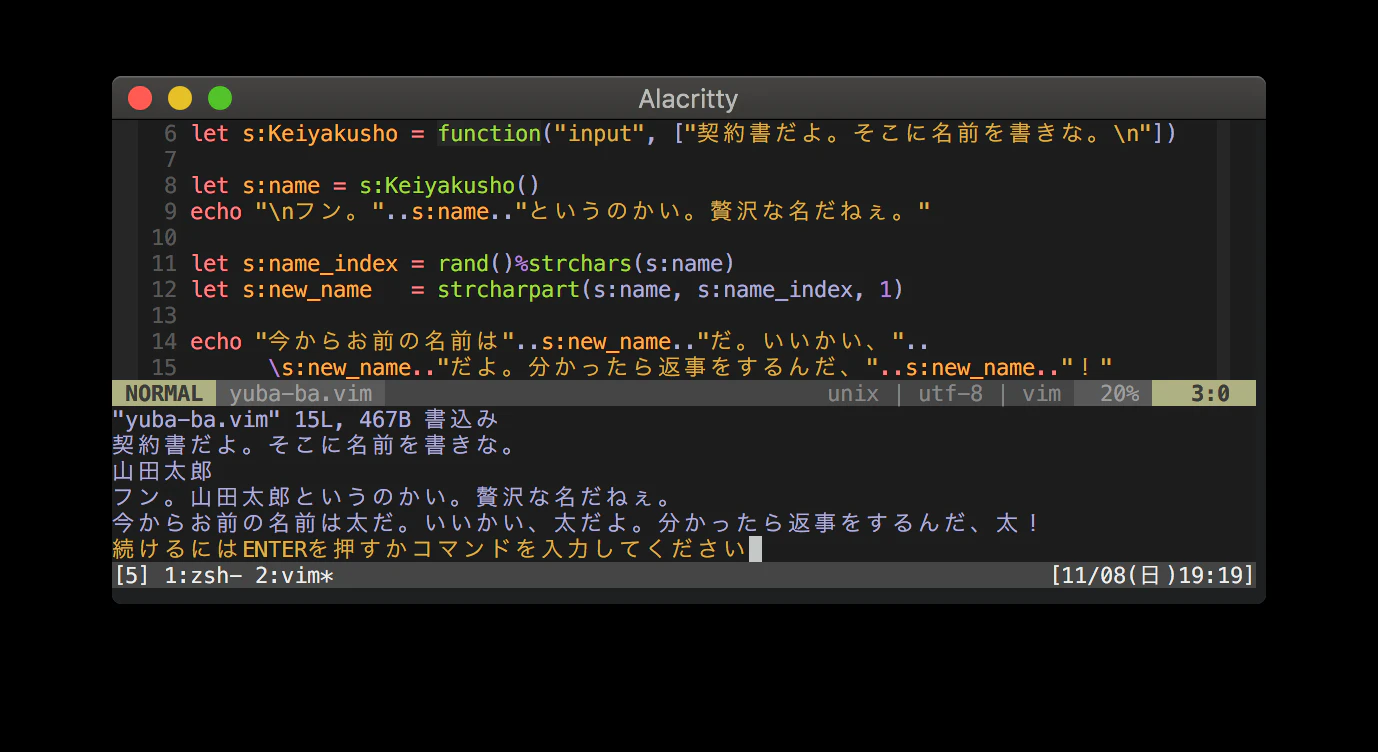 Alacritty
6 let s:Keiyakusho = function("input", ["契約書だよ。そこに名前を書きな。\n"])
7
8 let s:name = s:Keiyakusho()
9 echo "\nフン。"..s:name.."というのかい。贅沢な名だねぇ。"
10
11 let s:name_index = rand()%strchars(s:name)
12 let s:new_name   = strcharpart(s:name, s:name_index, 1)
13
14 echo "今からお前の名前は"..s:new_name.."だ。いいかい、"..
15       \s:new_name.."だよ。分かったら返事をするんだ、"..s:new_name.."！"
NORMAL yuba-ba.vim unix | utf-8 | vim 20% 3:0
"yuba-ba.vim" 15L, 467B 書込み
契約書だよ。そこに名前を書きな。
山田太郎
フン。山田太郎というのかい。贅沢な名だねぇ。
今からお前の名前は太だ。いいかい、太だよ。分かったら返事をするんだ、太！
続けるにはENTERを押すかコマンドを入力してください
[5] 1:zsh- 2:vim* [11/08(日)19:19]